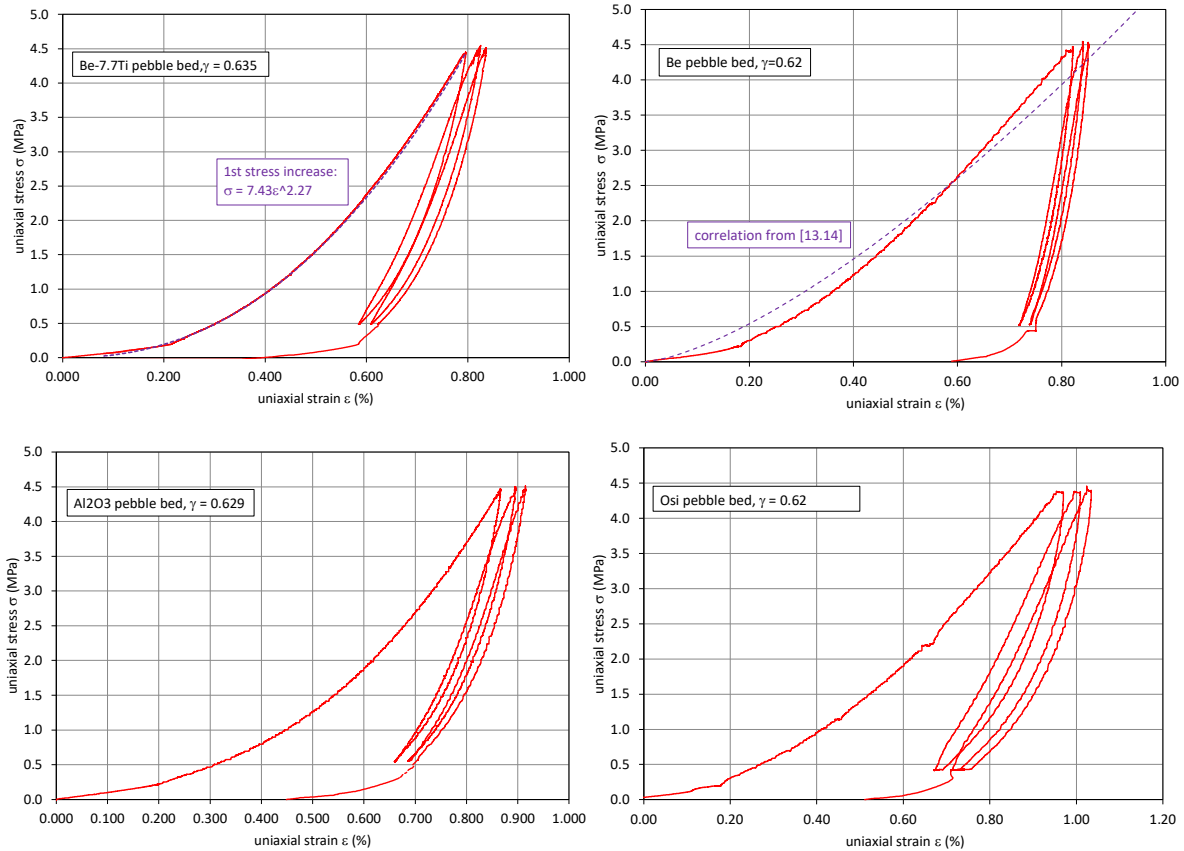 5.0
4.5
4.0
3.5
3.0
2.5
2.0
1.5
1.0
0.5
0.0
uniaxial stress σ (MPa)
Be-7.7Ti pebble bed,γ = 0.635
1st stress increase:
σ = 7.43ε^2.27
0.000 0.200 0.400 0.600 0.800 1.000
uniaxial strain ε (%)
5.0
4.5
4.0
3.5
3.0
2.5
2.0
1.5
1.0
0.5
0.0
uniaxial stress σ (MPa)
Be pebble bed, γ=0.62
correlation from [13.14]
0.00 0.20 0.40 0.60 0.80 1.00
uniaxial strain ε (%)
5.0
4.5
4.0
3.5
3.0
2.5
2.0
1.5
1.0
0.5
0.0
uniaxial stress σ (MPa)
Al2O3 pebble bed, γ = 0.629
0.000 0.100 0.200 0.300 0.400 0.500 0.600 0.700 0.800 0.900 1.000
uniaxial strain ε (%)
5.0
4.5
4.0
3.5
3.0
2.5
2.0
1.5
1.0
0.5
0.0
uniaxial stress σ (MPa)
Osi pebble bed, γ = 0.62
0.00 0.20 0.40 0.60 0.80 1.00 1.20
uniaxial strain ε (%)